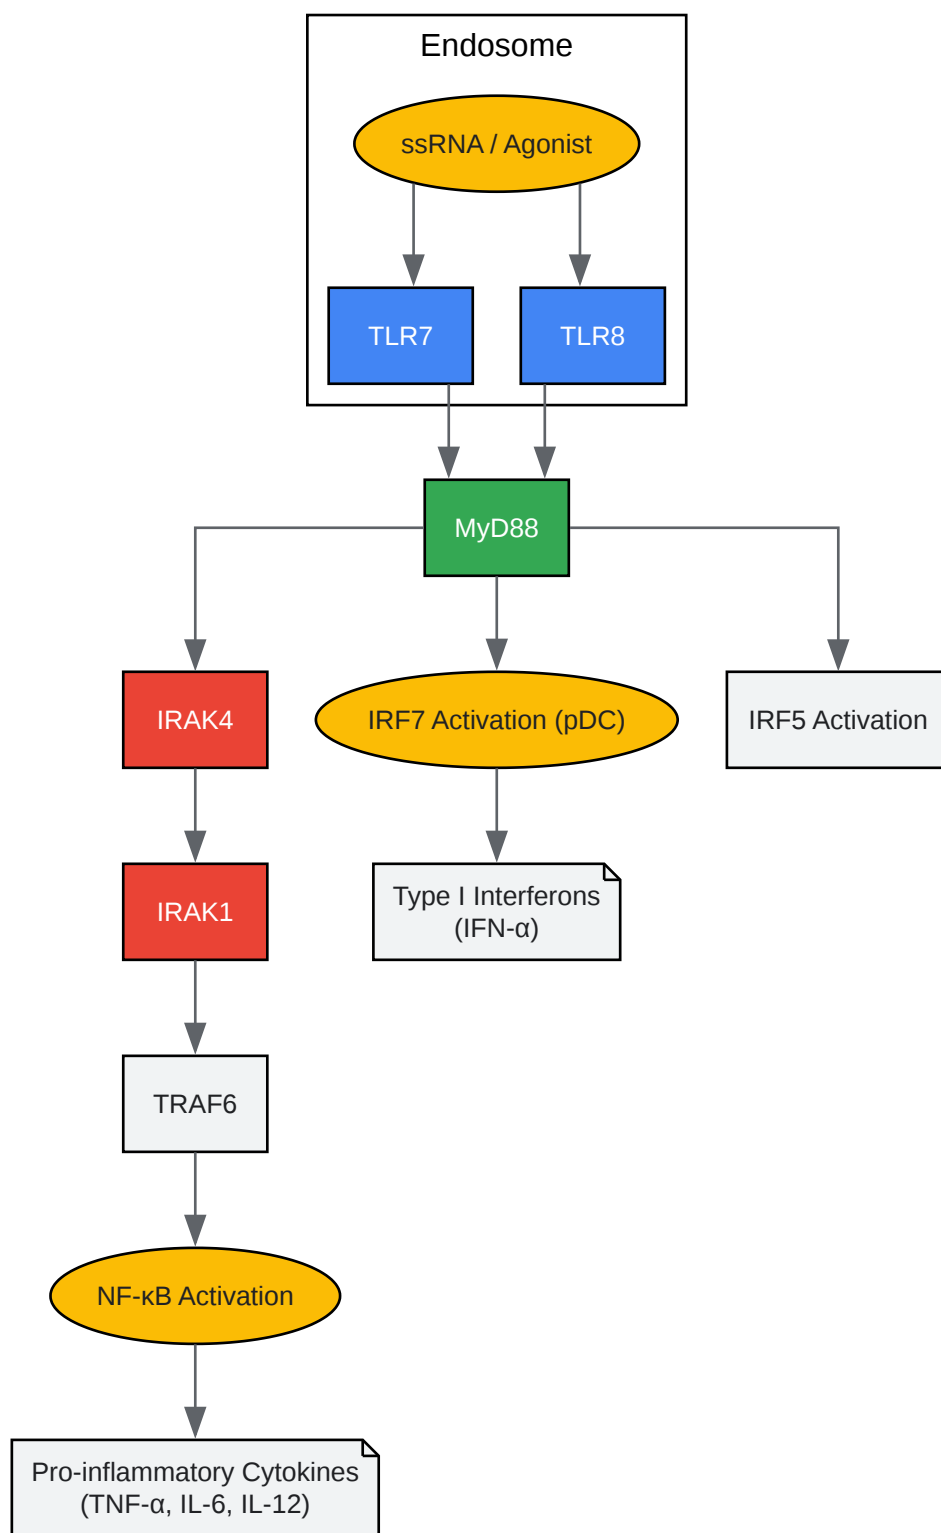 Endosome
ssRNA / Agonist
TLR7
TLR8
MyD88
IRAK4
IRF7 Activation (pDC)
IRF5 Activation
IRAK1
Type I Interferons
(IFN-α)
TRAF6
NF-κB Activation
Pro-inflammatory Cytokines
(TNF-α, IL-6, IL-12)